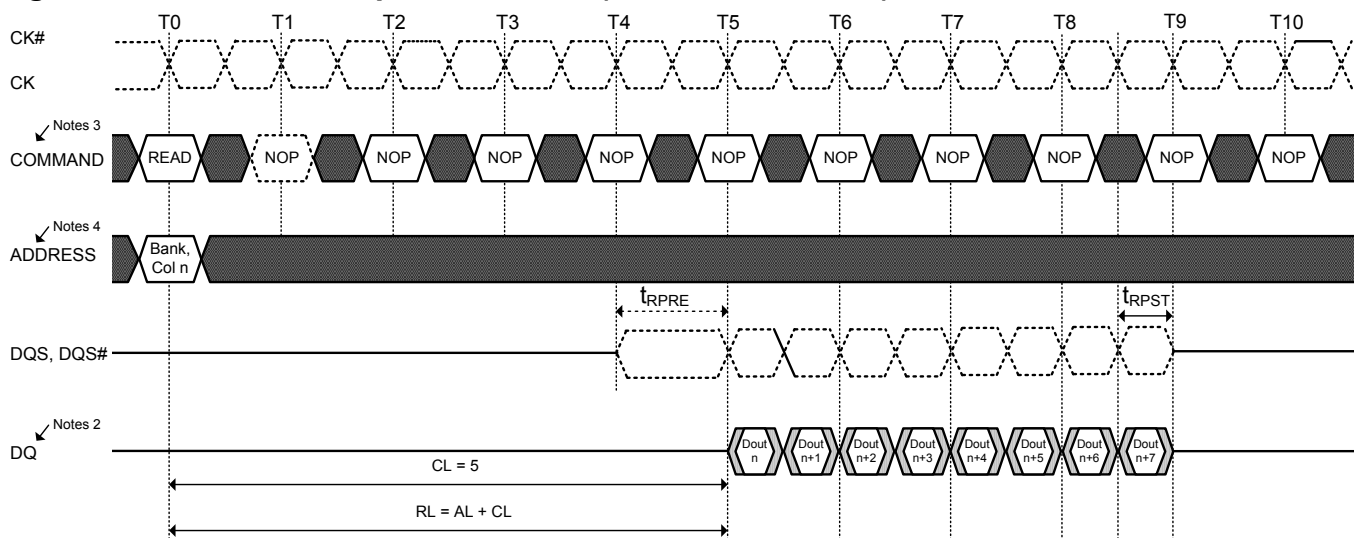 T0 T1 T2 T3 T4 T5 T6 T7 T8 T9 T10
CK#
CK
Notes 3
COMMAND READ NOP NOP NOP NOP NOP NOP NOP NOP NOP NOP
Notes 4
ADDRESS
Bank,
Col n
tRPRE tRPST
DQS, DQS#
Notes 2
DQ
Dout n
Dout n+1
Dout n+2
Dout n+3
Dout n+4
Dout n+5
Dout n+6
Dout n+7
CL = 5
RL = AL + CL